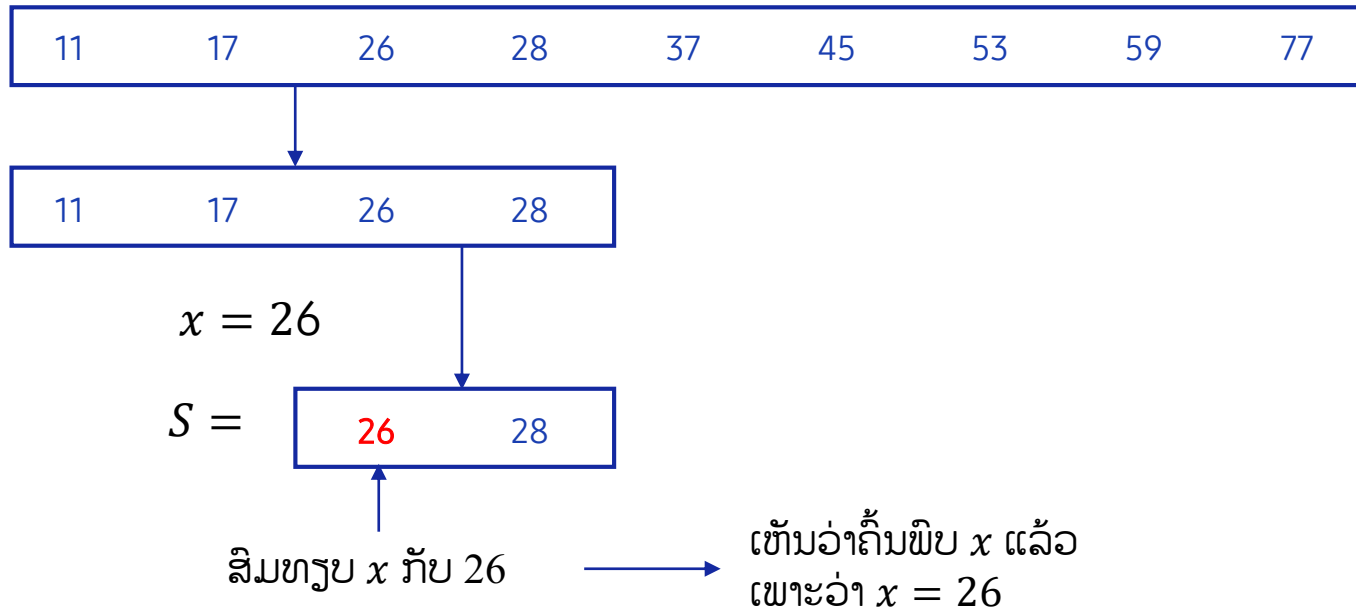 11 17 26 28 37 45 53 59 77
11 17 26 28
x = 26
S = 26 28
ສົມທຽບ x ກັບ 26
ເຫັນວ່າຄົ້ນພົບ x ແລ້ວ
ເພາະວ່າ x = 26